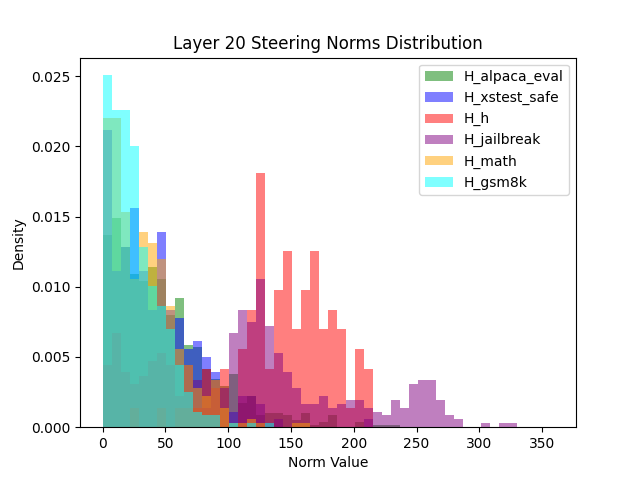 Layer 20 Steering Norms Distribution
Density
0.025
0.020
0.015
0.010
0.005
0.000
H_alpaca_eval
H_xstest_safe
H_h
H_jailbreak
H_math
H_gsm8k
0 50 100 150 200 250 300 350
Norm Value